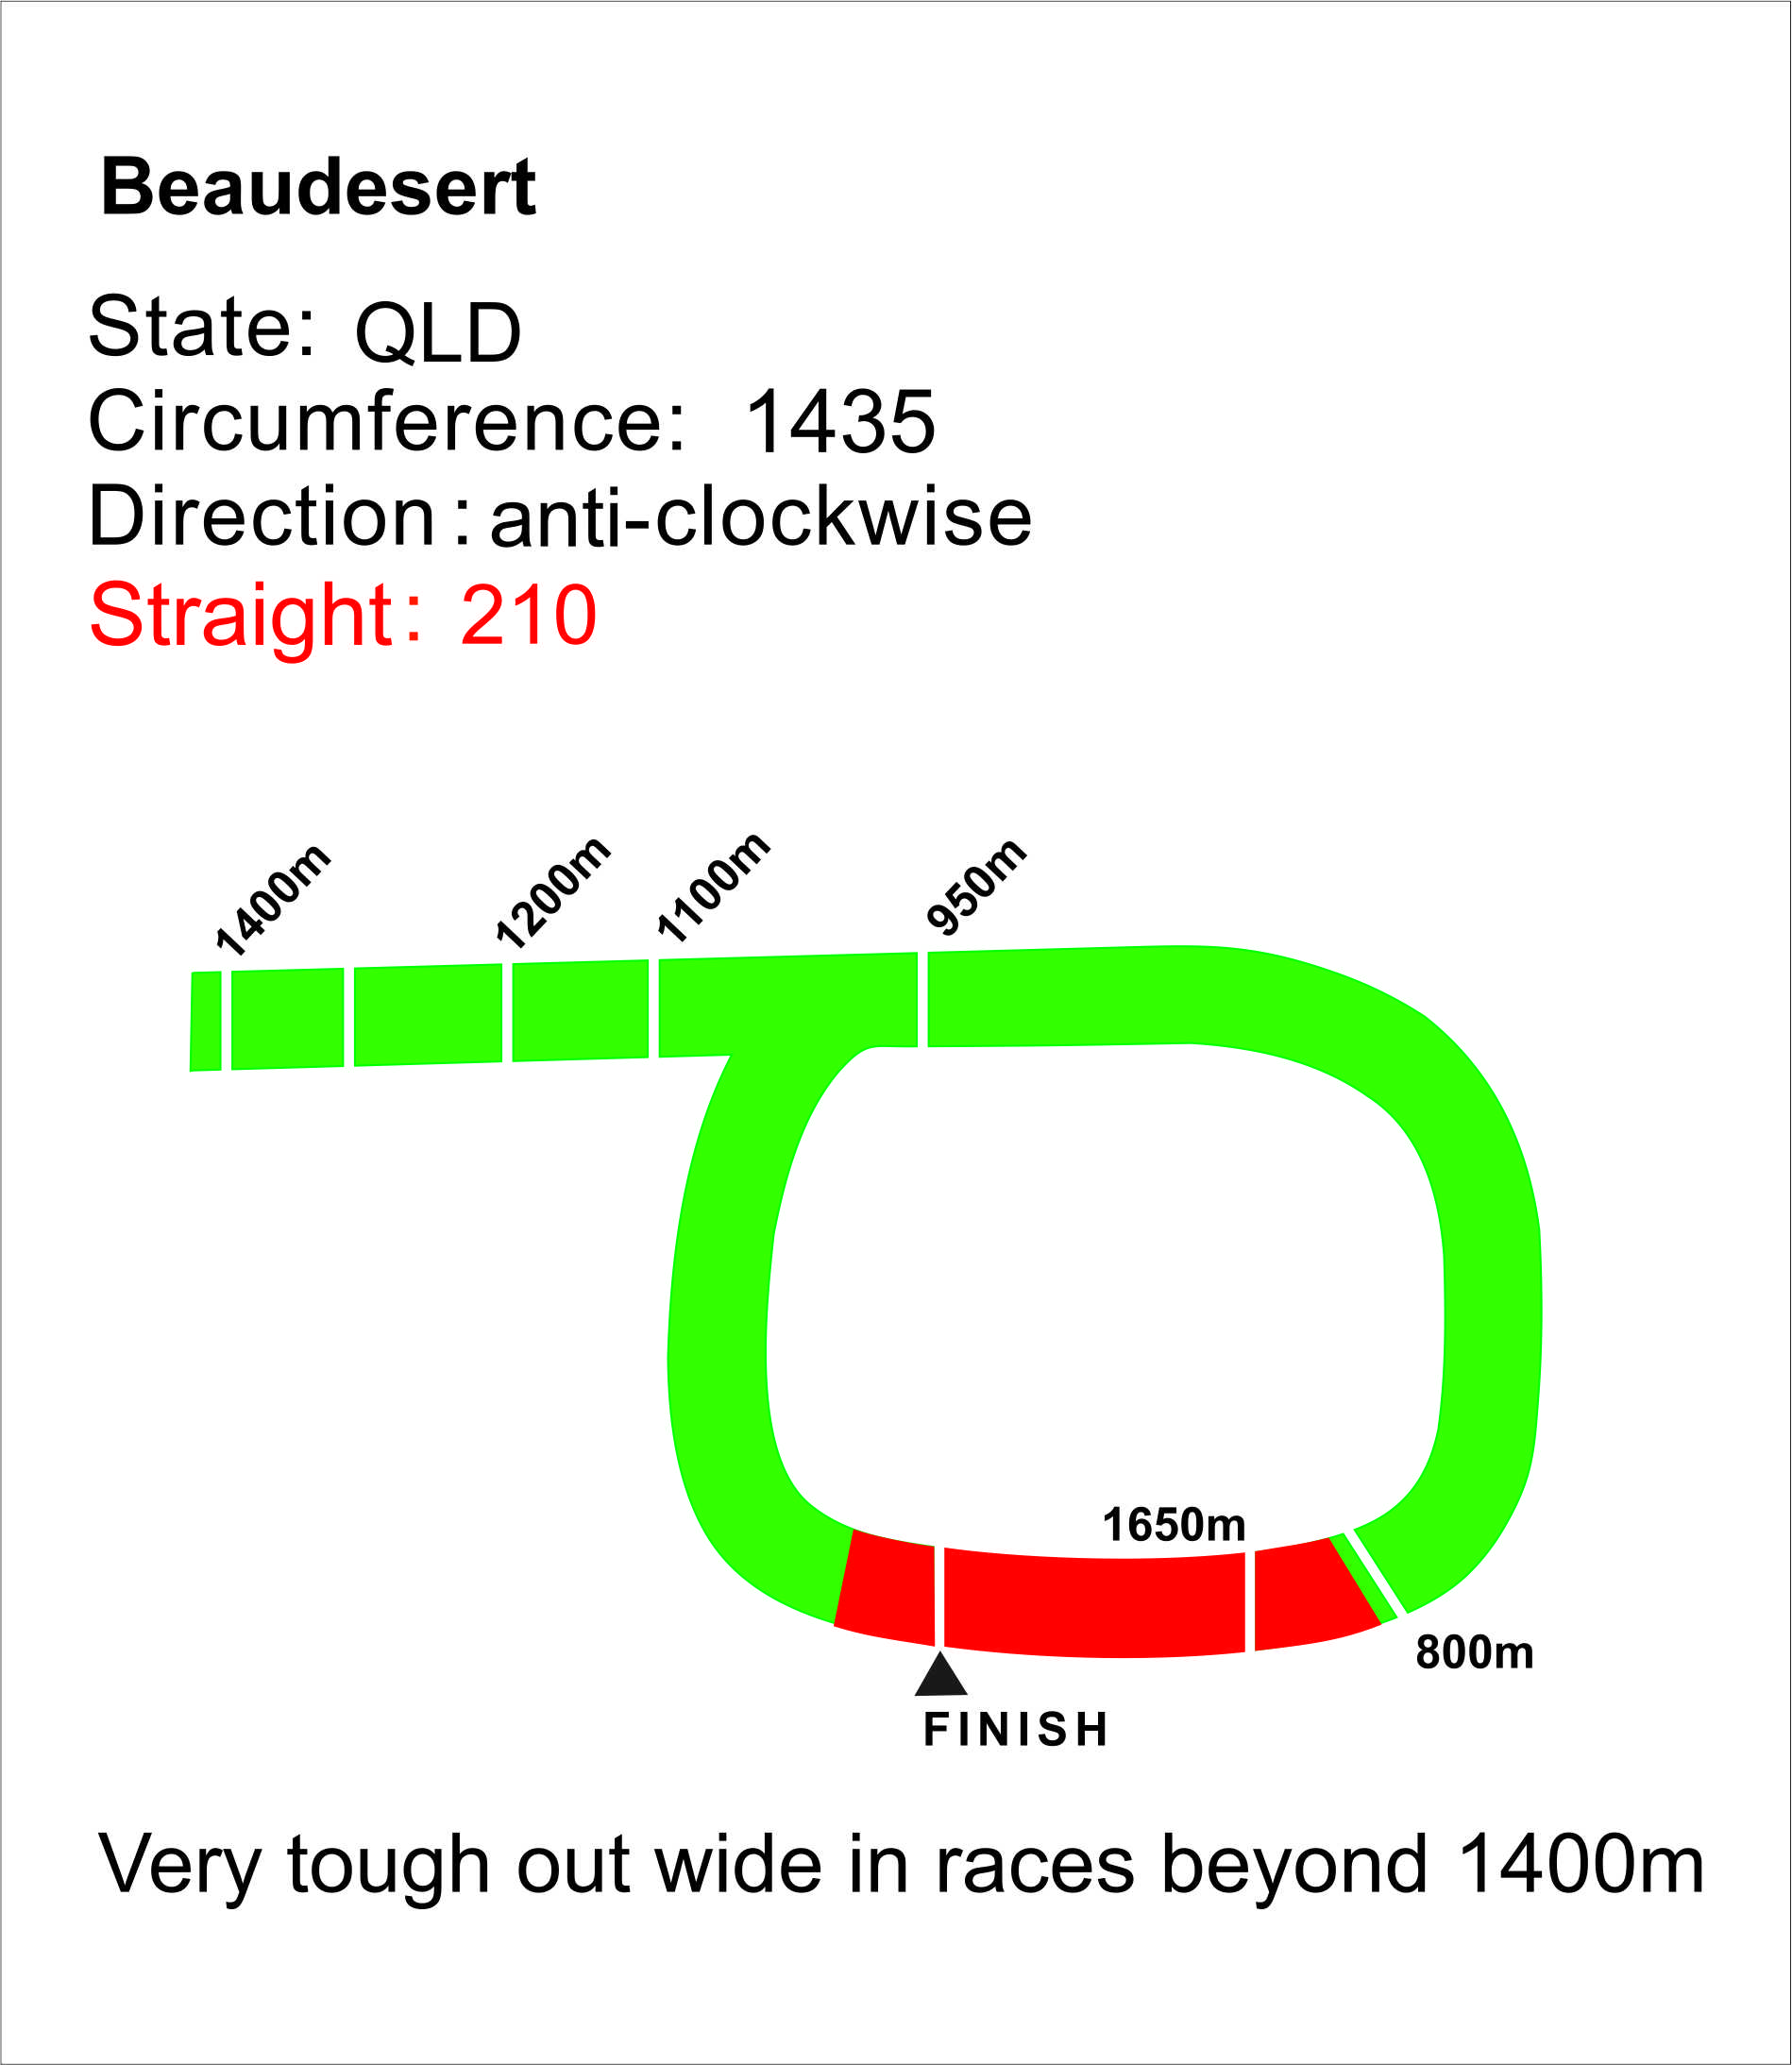 Beaudesert
State: QLD
Circumference: 1435
Direction: anti-clockwise
Straight: 210
1400m
1200m
1100m
950m
1650m
800m
FINISH
Very tough out wide in races beyond 1400m